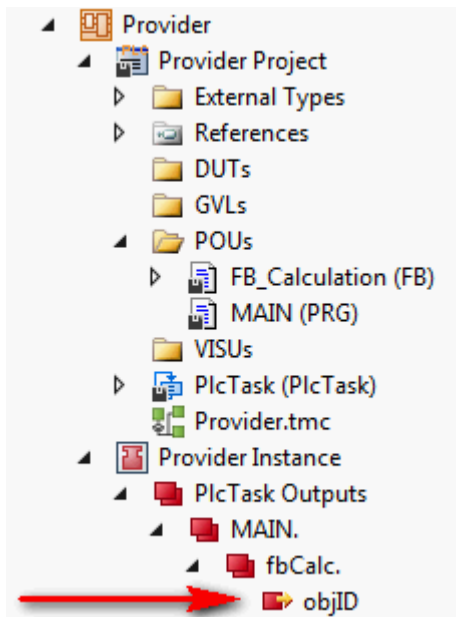 Provider
Provider Project
External Types
References
DUTs
GVLs
POUs
FB_Calculation (FB)
MAIN (PRG)
VISUs
PlcTask (PlcTask)
Provider.tmc
Provider Instance
PlcTask Outputs
MAIN.
fbCalc.
objID